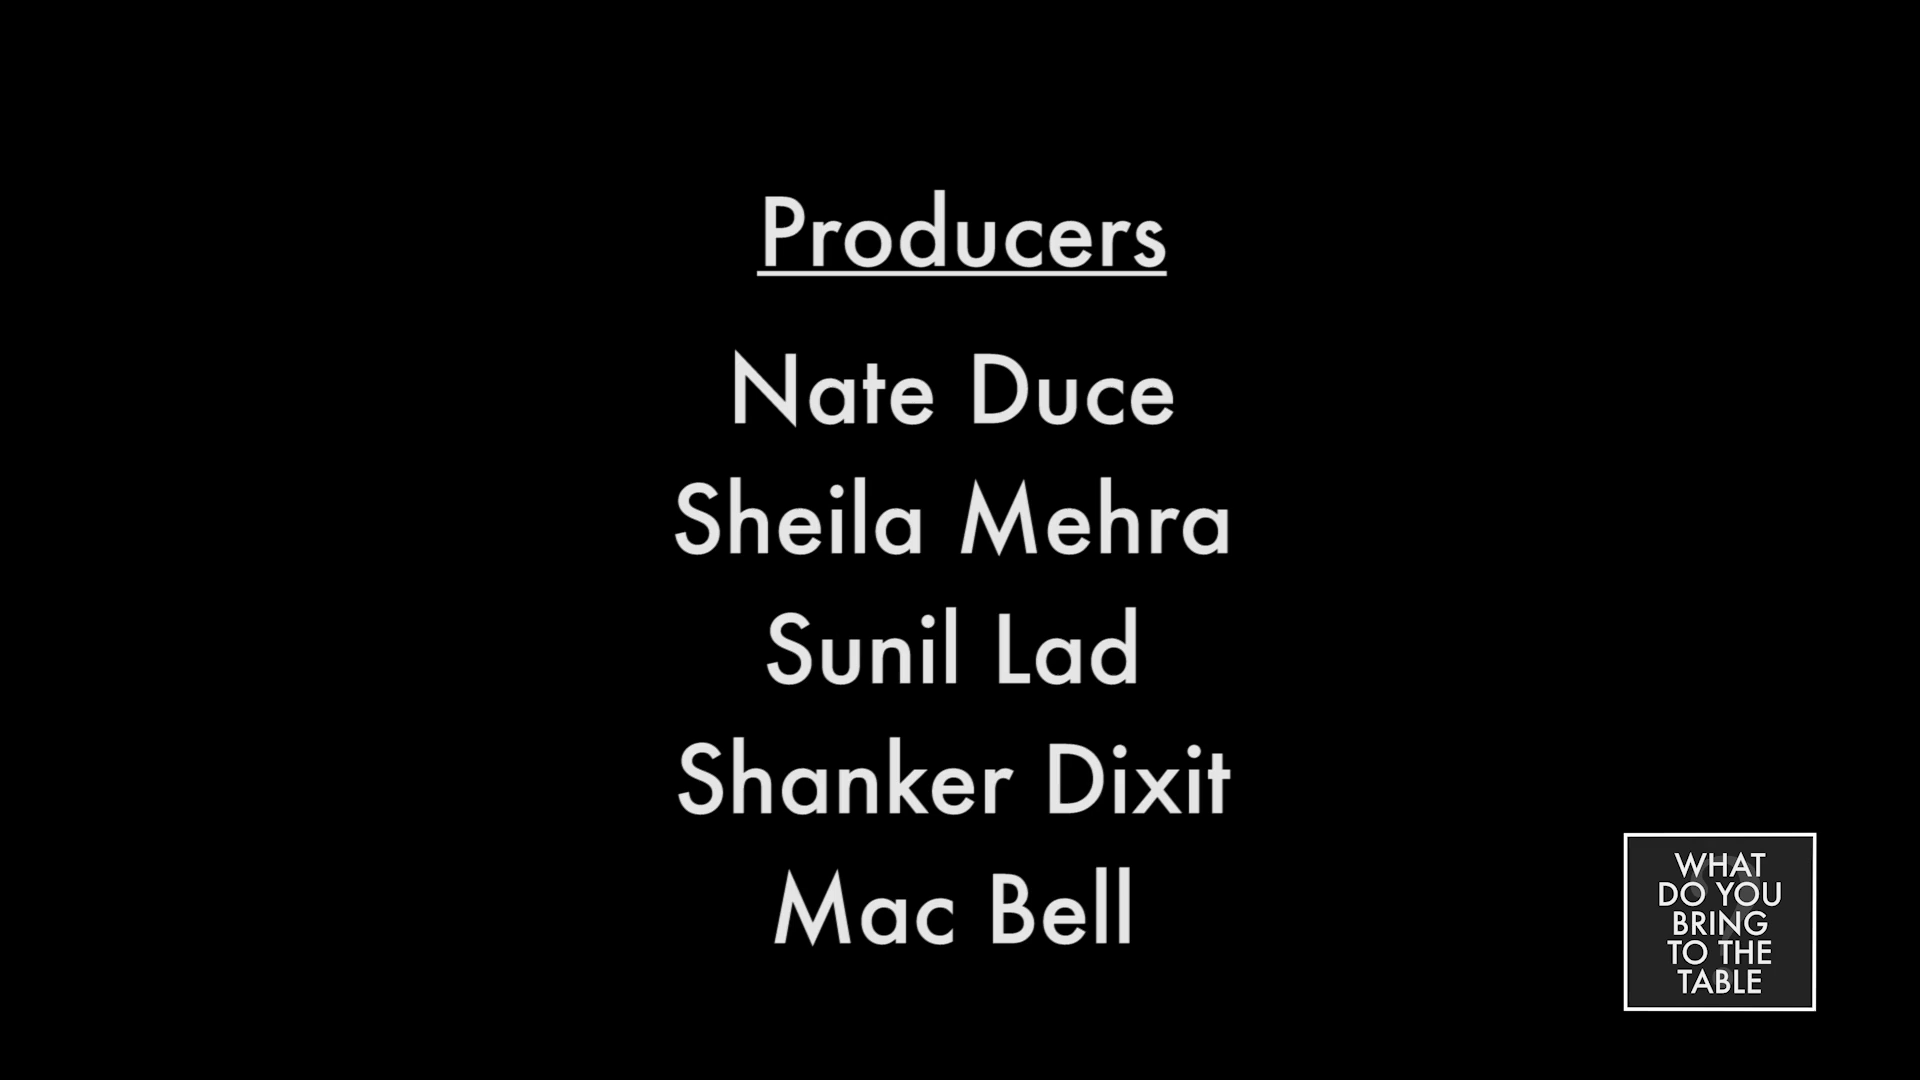 Producers
Nate Duce
Sheila Mehra
Sunil Lad
Shanker Dixit
Mac Bell
WHAT
DO YOU
BRING
TO THE
TABLE